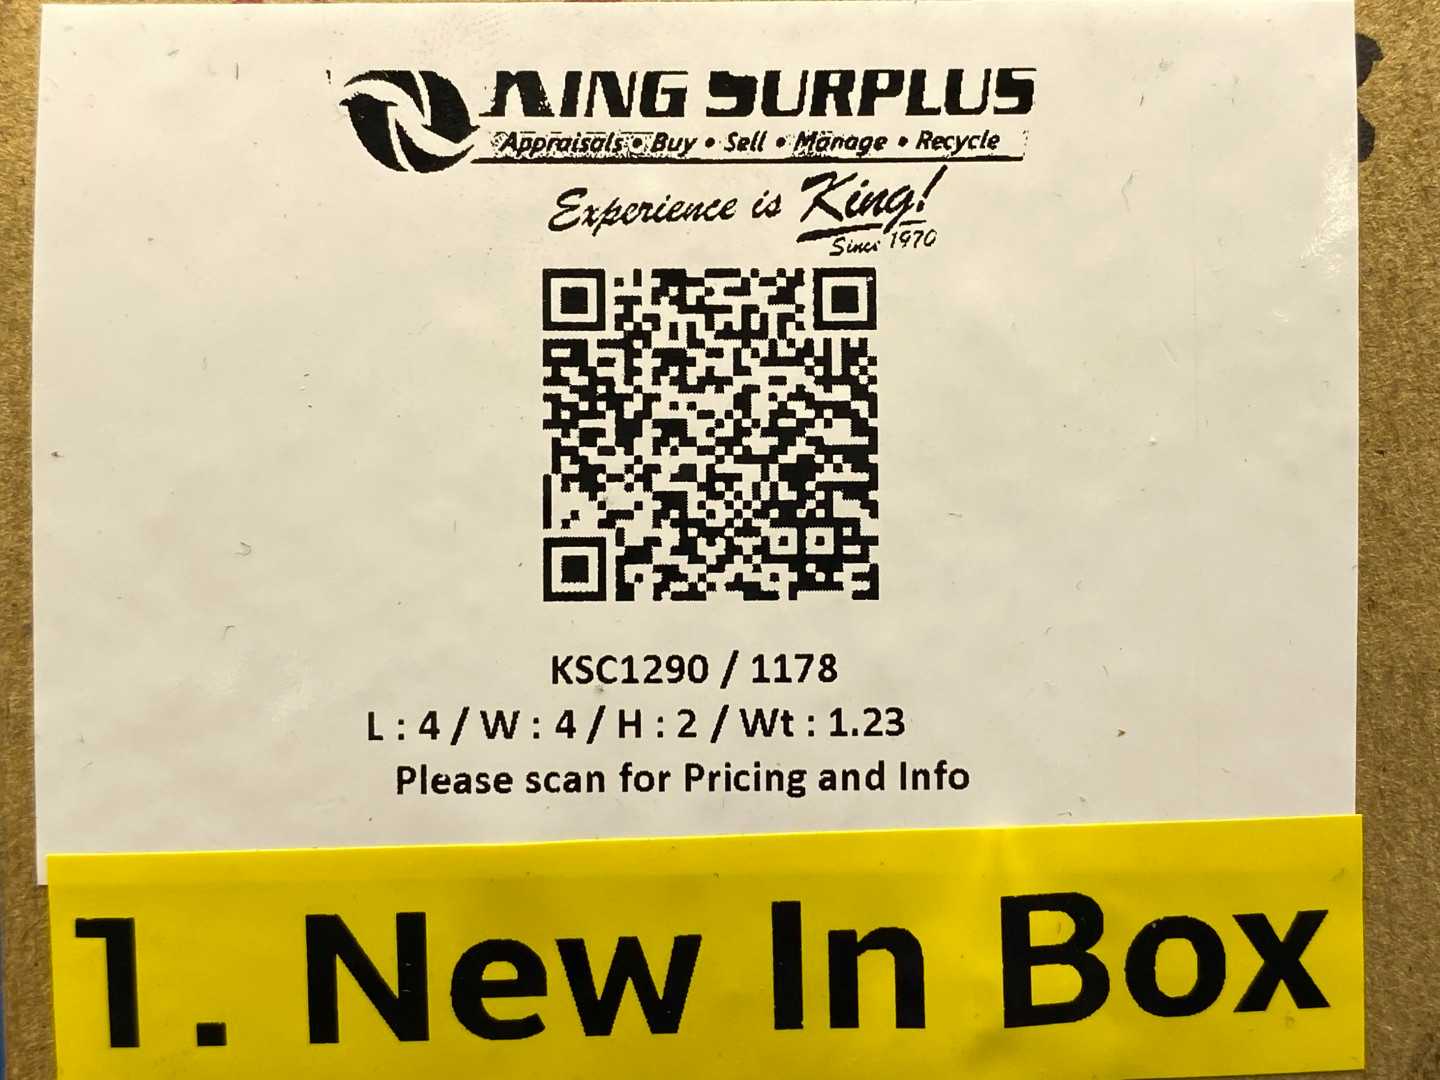 KING SURPLUS
Appraisals • Buy • Sell • Manage • Recycle
Experience is King!
Since 1970
KSC1290 / 1178
L : 4 / W : 4 / H : 2 / Wt : 1.23
Please scan for Pricing and Info
1. New In Box